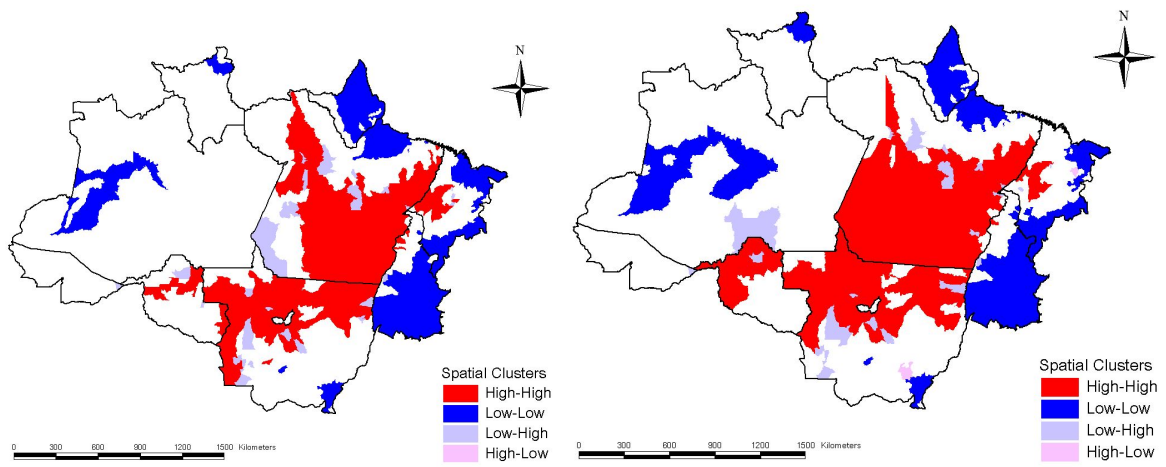 N
Spatial Clusters
High-High
Low-Low
Low-High
High-Low
0 300 600 900 1200 1500 Kilometers
N
Spatial Clusters
High-High
Low-Low
Low-High
High-Low
0 300 600 900 1200 1500 Kilometers